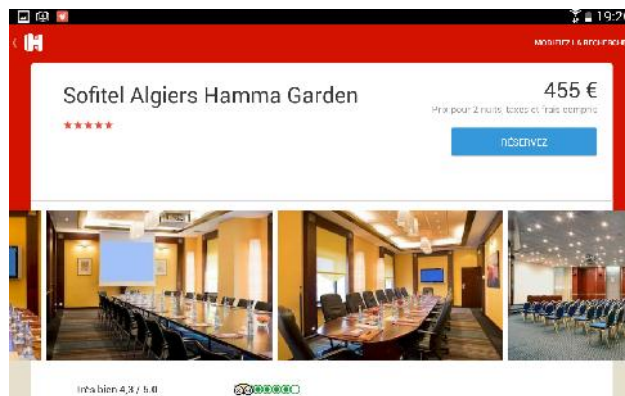 19:26
MODIFIEZ LA RECHERCHE
Sofitel Algiers Hamma Garden
455 €
Prix pour 2 nuits, taxes et frais compris
RÉSERVEZ
Très bien 4,3 / 5.0